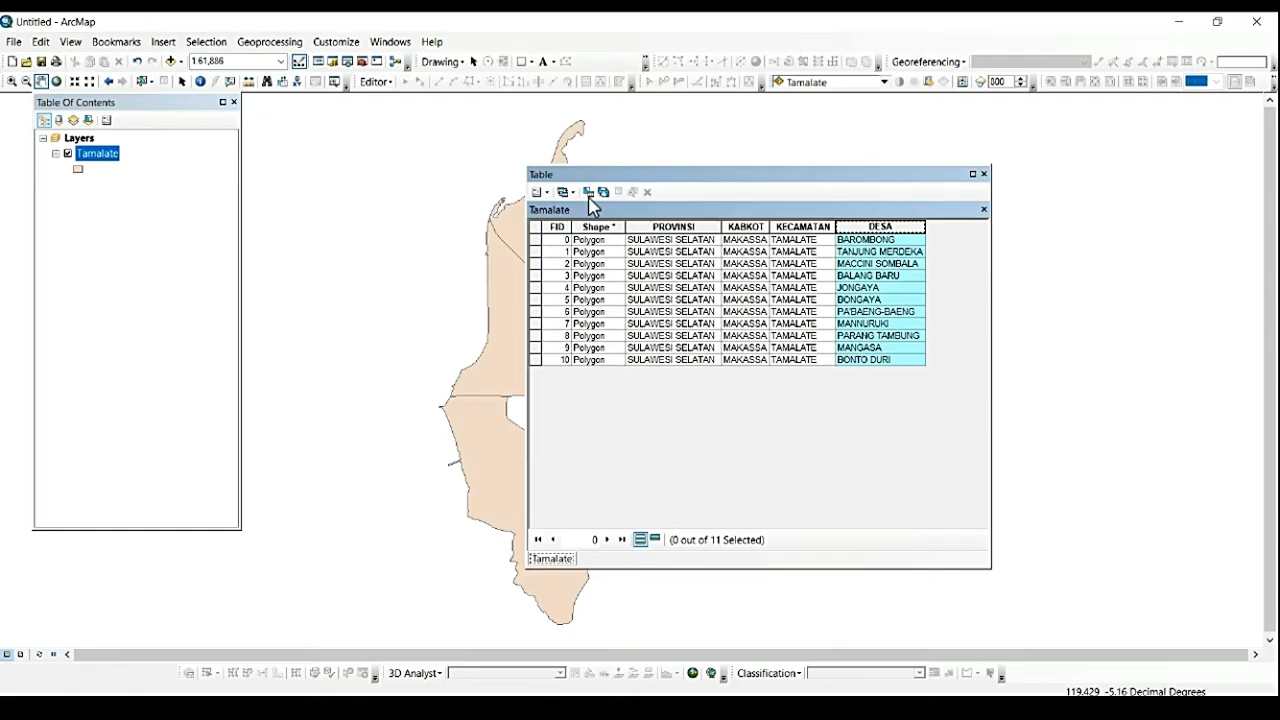 Untitled - ArcMap
File Edit View Bookmarks Insert Selection Geoprocessing Customize Windows Help
1:61,886 Drawing Georeferencing
Editor Tamalate 800
Table Of Contents
Layers
Tamalate
Table
Tamalate
FID Shape * PROVINSI KABKOT KECAMATAN DESA
0 Polygon SULAWESI SELATAN MAKASSA TAMALATE BAROMBONG
1 Polygon SULAWESI SELATAN MAKASSA TAMALATE TANJUNG MERDEKA
2 Polygon SULAWESI SELATAN MAKASSA TAMALATE MACCINI SOMBALA
3 Polygon SULAWESI SELATAN MAKASSA TAMALATE BALANG BARU
4 Polygon SULAWESI SELATAN MAKASSA TAMALATE JONGAYA
5 Polygon SULAWESI SELATAN MAKASSA TAMALATE BONGAYA
6 Polygon SULAWESI SELATAN MAKASSA TAMALATE PA'BAENG-BAENG
7 Polygon SULAWESI SELATAN MAKASSA TAMALATE MANNURUKI
8 Polygon SULAWESI SELATAN MAKASSA TAMALATE PARANG TAMBUNG
9 Polygon SULAWESI SELATAN MAKASSA TAMALATE MANGASA
10 Polygon SULAWESI SELATAN MAKASSA TAMALATE BONTO DURI
0 (0 out of 11 Selected)
Tamalate
3D Analyst Classification
119.429 -5.16 Decimal Degrees